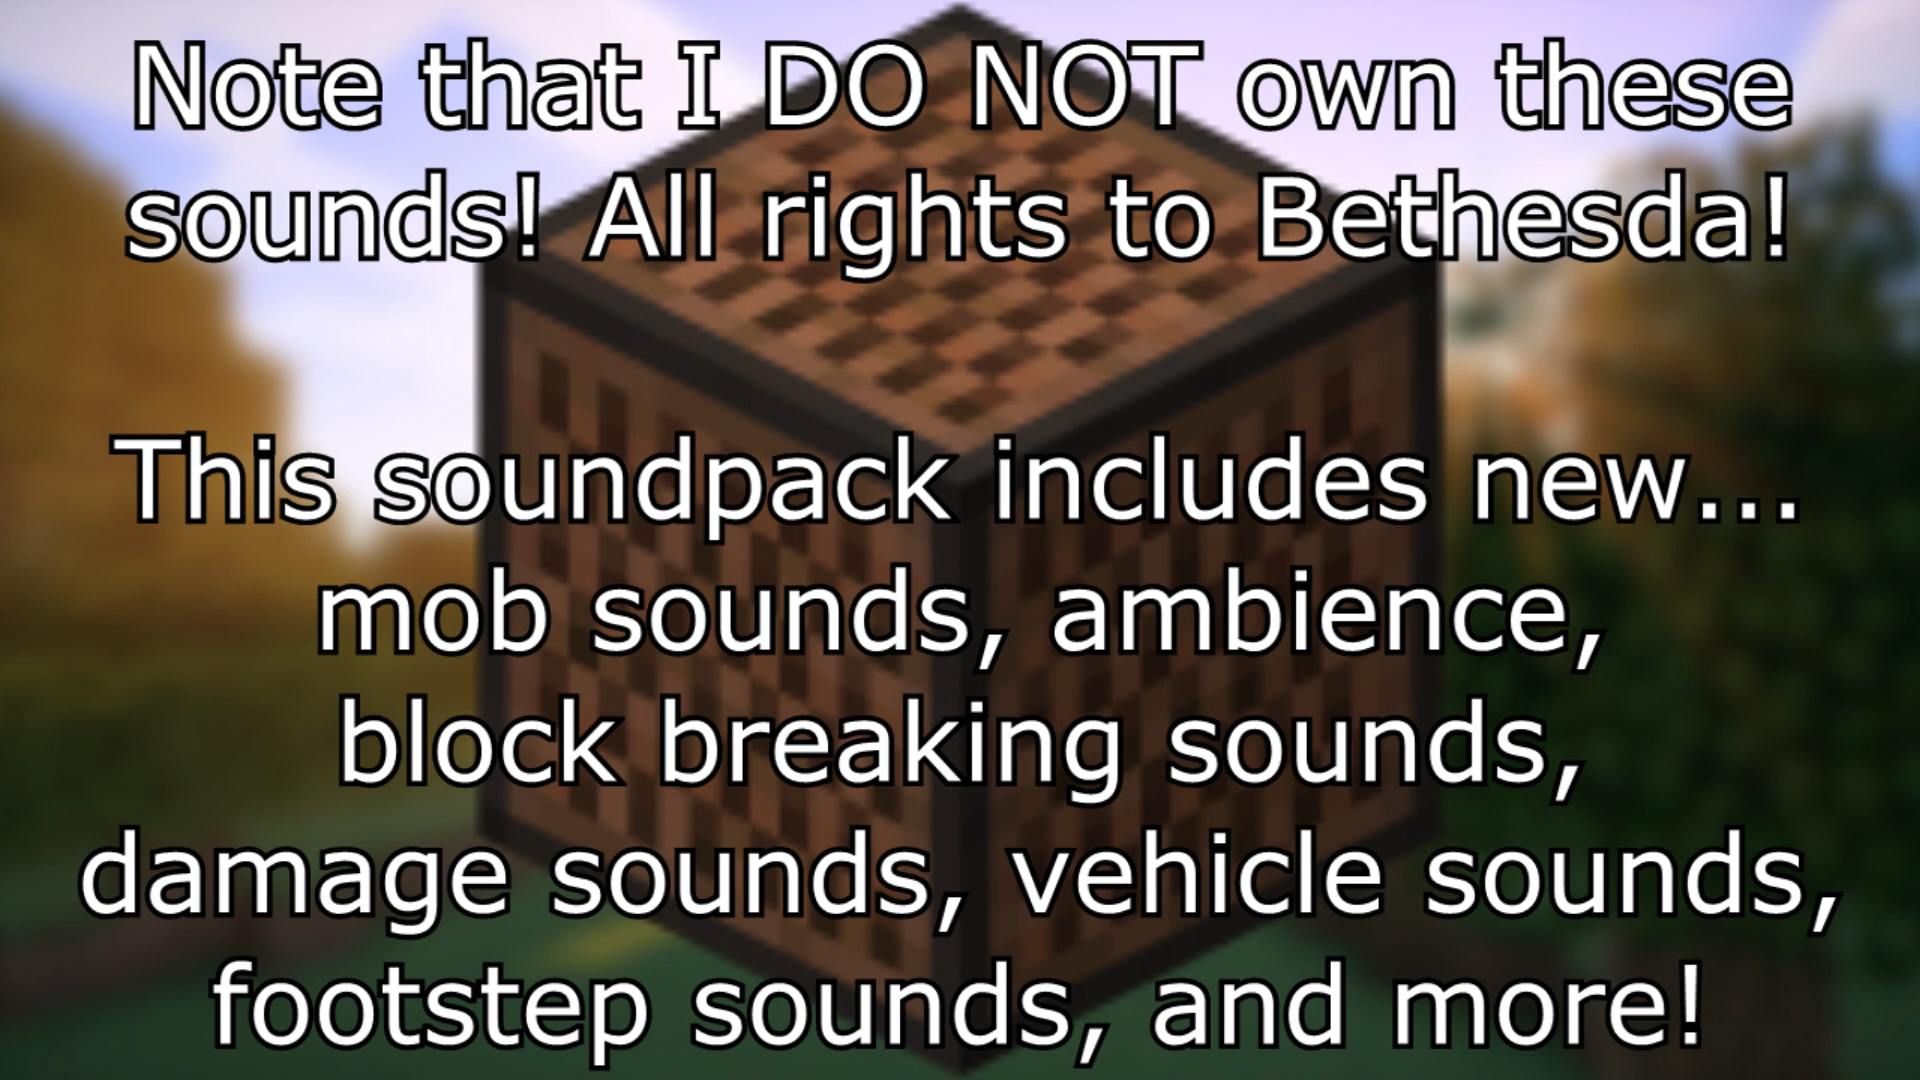 Note that I DO NOT own these
sounds! All rights to Bethesda!
This soundpack includes new...
mob sounds, ambience,
block breaking sounds,
damage sounds, vehicle sounds,
footstep sounds, and more!